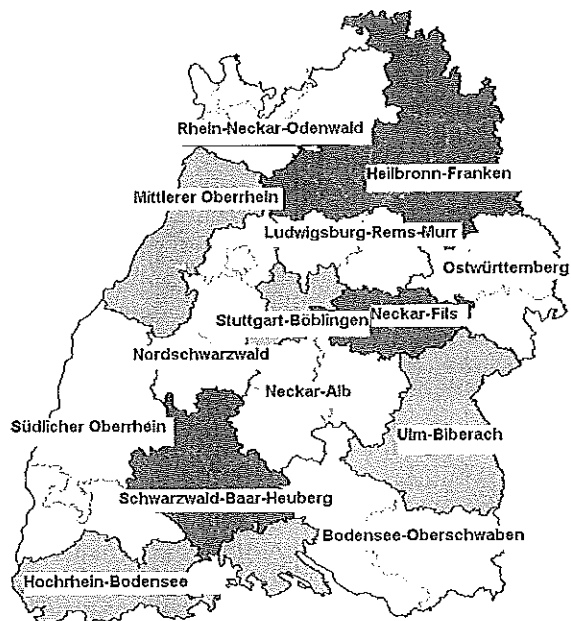 Rhein-Neckar-Odenwald
Heilbronn-Franken
Mittlerer Oberrhein
Ludwigsburg-Rems-Murr
Ostwürttemberg
Stuttgart-Böblingen
Neckar-Fils
Nordschwarzwald
Neckar-Alb
Südlicher Oberrhein
Ulm-Biberach
Schwarzwald-Baar-Heuberg
Bodensee-Oberschwaben
Hochrhein-Bodensee